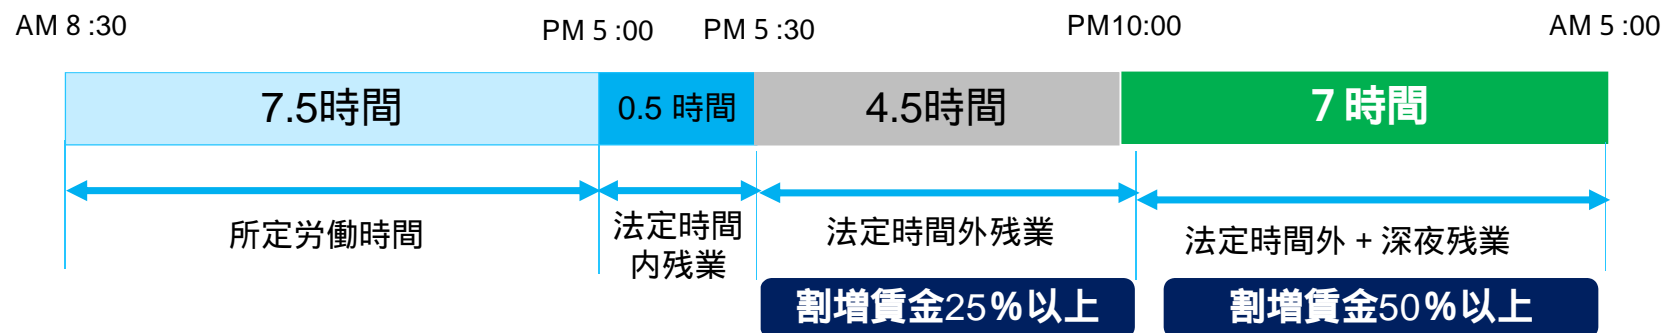 AM 8 :30
PM 5 :00
PM 5 :30
PM10:00
AM 5 :00
7.5時間
0.5 時間
4.5時間
7 時間
所定労働時間
法定時間
内残業
法定時間外残業
法定時間外 + 深夜残業
割増賃金25%以上
割増賃金50%以上